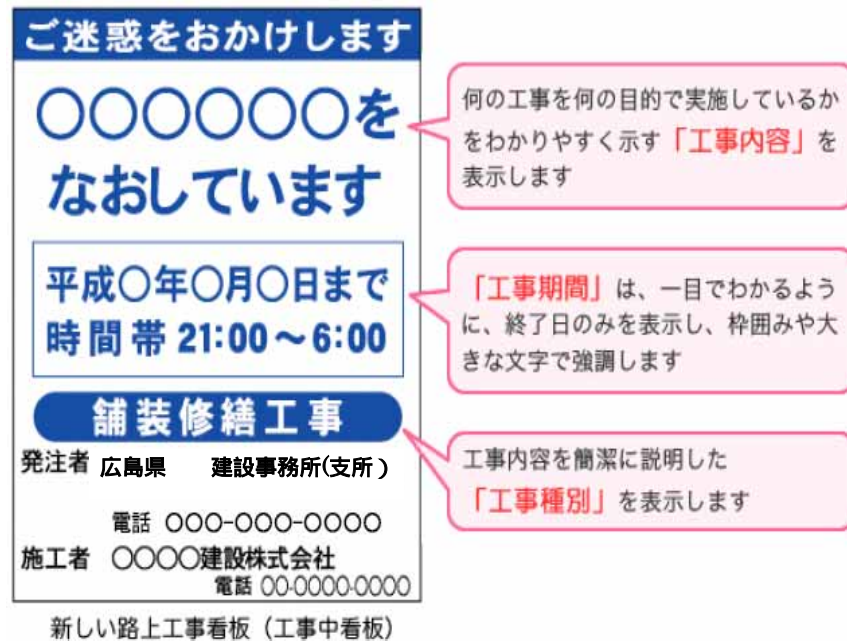 ご迷惑をおかけします
○○○○○○を
なおしています
平成○年○月○日まで
時間帯 21:00～6:00
舗装修繕工事
発注者 広島県 建設事務所(支所)
電話 ○○○-○○○-○○○○
施工者 ○○○○建設株式会社
電話 ○○-○○○○-○○○○
新しい路上工事看板（工事中看板）
何の工事を何の目的で実施しているか
をわかりやすく示す「工事内容」を
表示します
「工事期間」は、一目でわかるよう
に、終了日のみを表示し、枠囲みや大
きな文字で強調します
工事内容を簡潔に説明した
「工事種別」を表示します